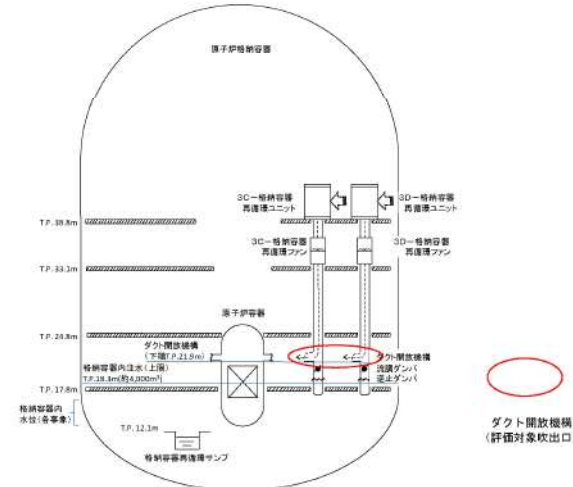 原子炉格納容器
3C－格納容器
再循環ユニット
3D－格納容器
再循環ユニット
T.P.38.8m
3C－格納容器
再循環ファン
3D－格納容器
再循環ファン
T.P.33.1m
原子炉容器
T.P.24.8m
ダクト開放機構
(下端T.P.21.9m)
ダクト開放機構
流調ダンパ
逆止ダンパ
格納容器内注水(上限)
T.P.19.3m(約4,000m³)
T.P.17.8m
格納容器内
水位(各事象)
T.P. 12.1m
格納容器再循環サンプ
ダクト開放機構
(評価対象吹出口